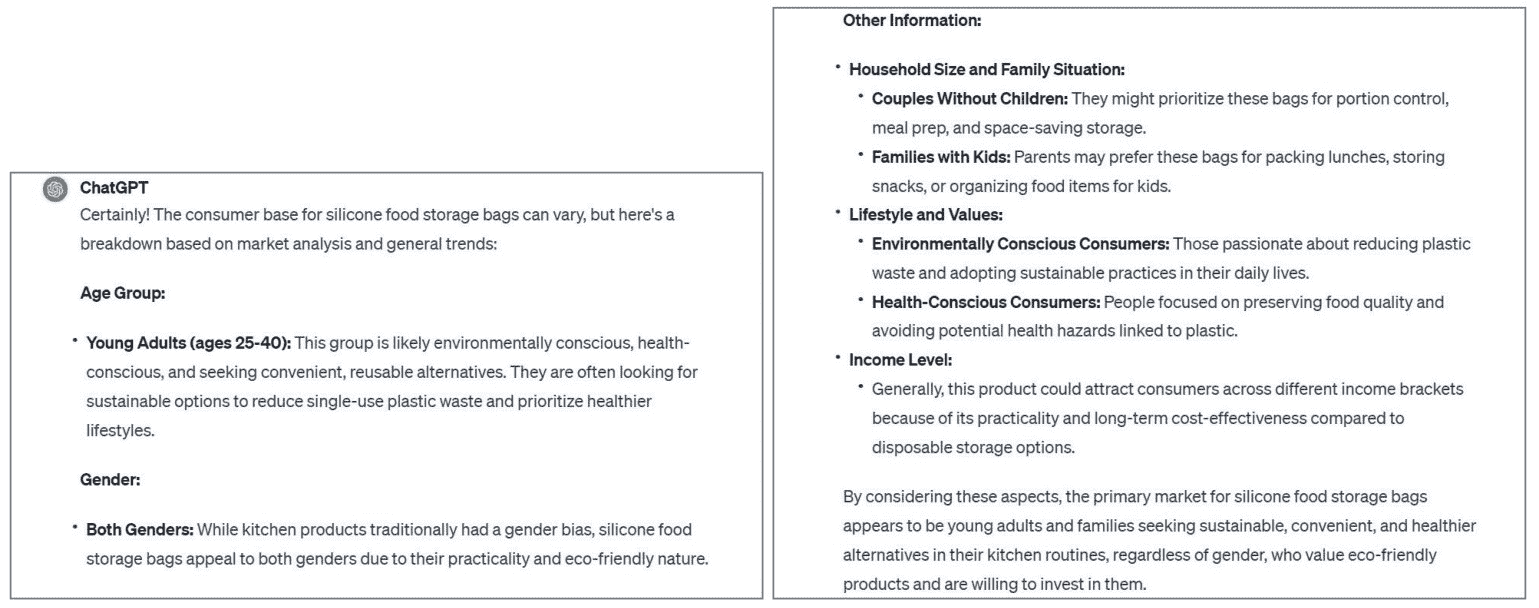 ChatGPT
Certainly! The consumer base for silicone food storage bags can vary, but here's a
breakdown based on market analysis and general trends:
Age Group:
• Young Adults (ages 25-40): This group is likely environmentally conscious, health-
conscious, and seeking convenient, reusable alternatives. They are often looking for
sustainable options to reduce single-use plastic waste and prioritize healthier
lifestyles.
Gender:
• Both Genders: While kitchen products traditionally had a gender bias, silicone food
storage bags appeal to both genders due to their practicality and eco-friendly nature.
Other Information:
• Household Size and Family Situation:
• Couples Without Children: They might prioritize these bags for portion control,
meal prep, and space-saving storage.
• Families with Kids: Parents may prefer these bags for packing lunches, storing
snacks, or organizing food items for kids.
• Lifestyle and Values:
• Environmentally Conscious Consumers: Those passionate about reducing plastic
waste and adopting sustainable practices in their daily lives.
• Health-Conscious Consumers: People focused on preserving food quality and
avoiding potential health hazards linked to plastic.
• Income Level:
• Generally, this product could attract consumers across different income brackets
because of its practicality and long-term cost-effectiveness compared to
disposable storage options.
By considering these aspects, the primary market for silicone food storage bags
appears to be young adults and families seeking sustainable, convenient, and healthier
alternatives in their kitchen routines, regardless of gender, who value eco-friendly
products and are willing to invest in them.